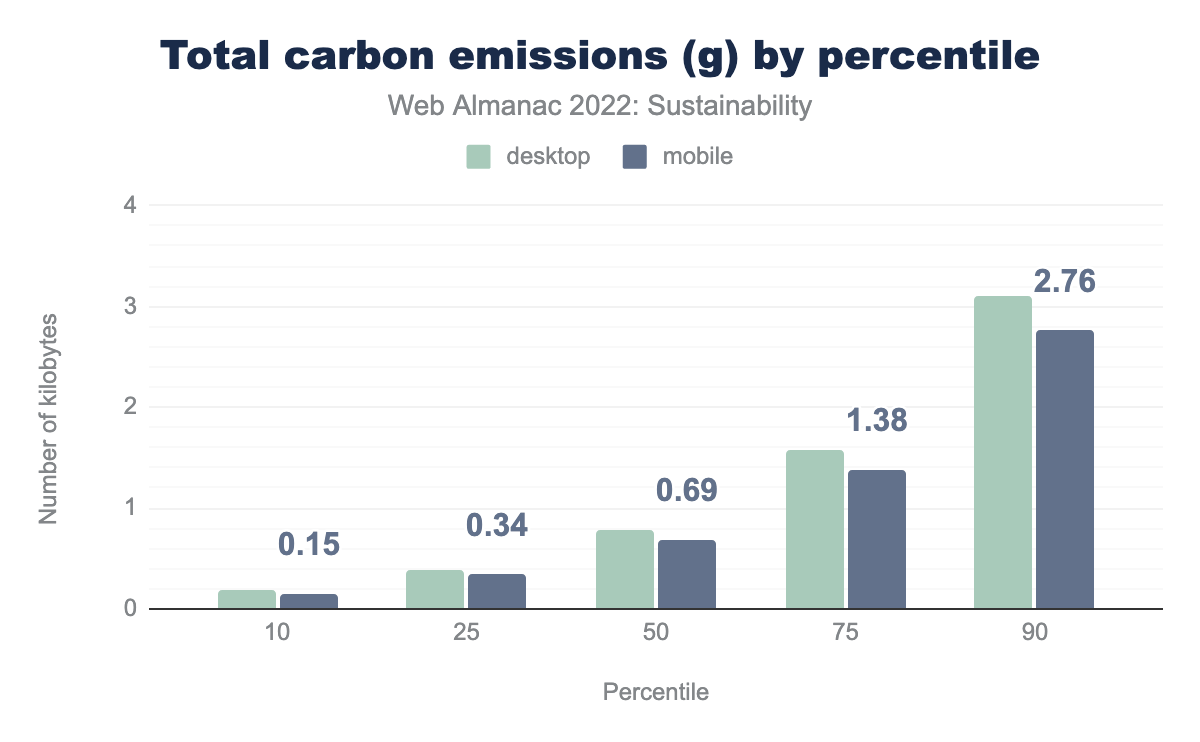 Total carbon emissions (g) by percentile
Web Almanac 2022: Sustainability
desktop mobile
Number of kilobytes
4
3
2
1
0
0.15
0.34
0.69
1.38
2.76
10 25 50 75 90
Percentile